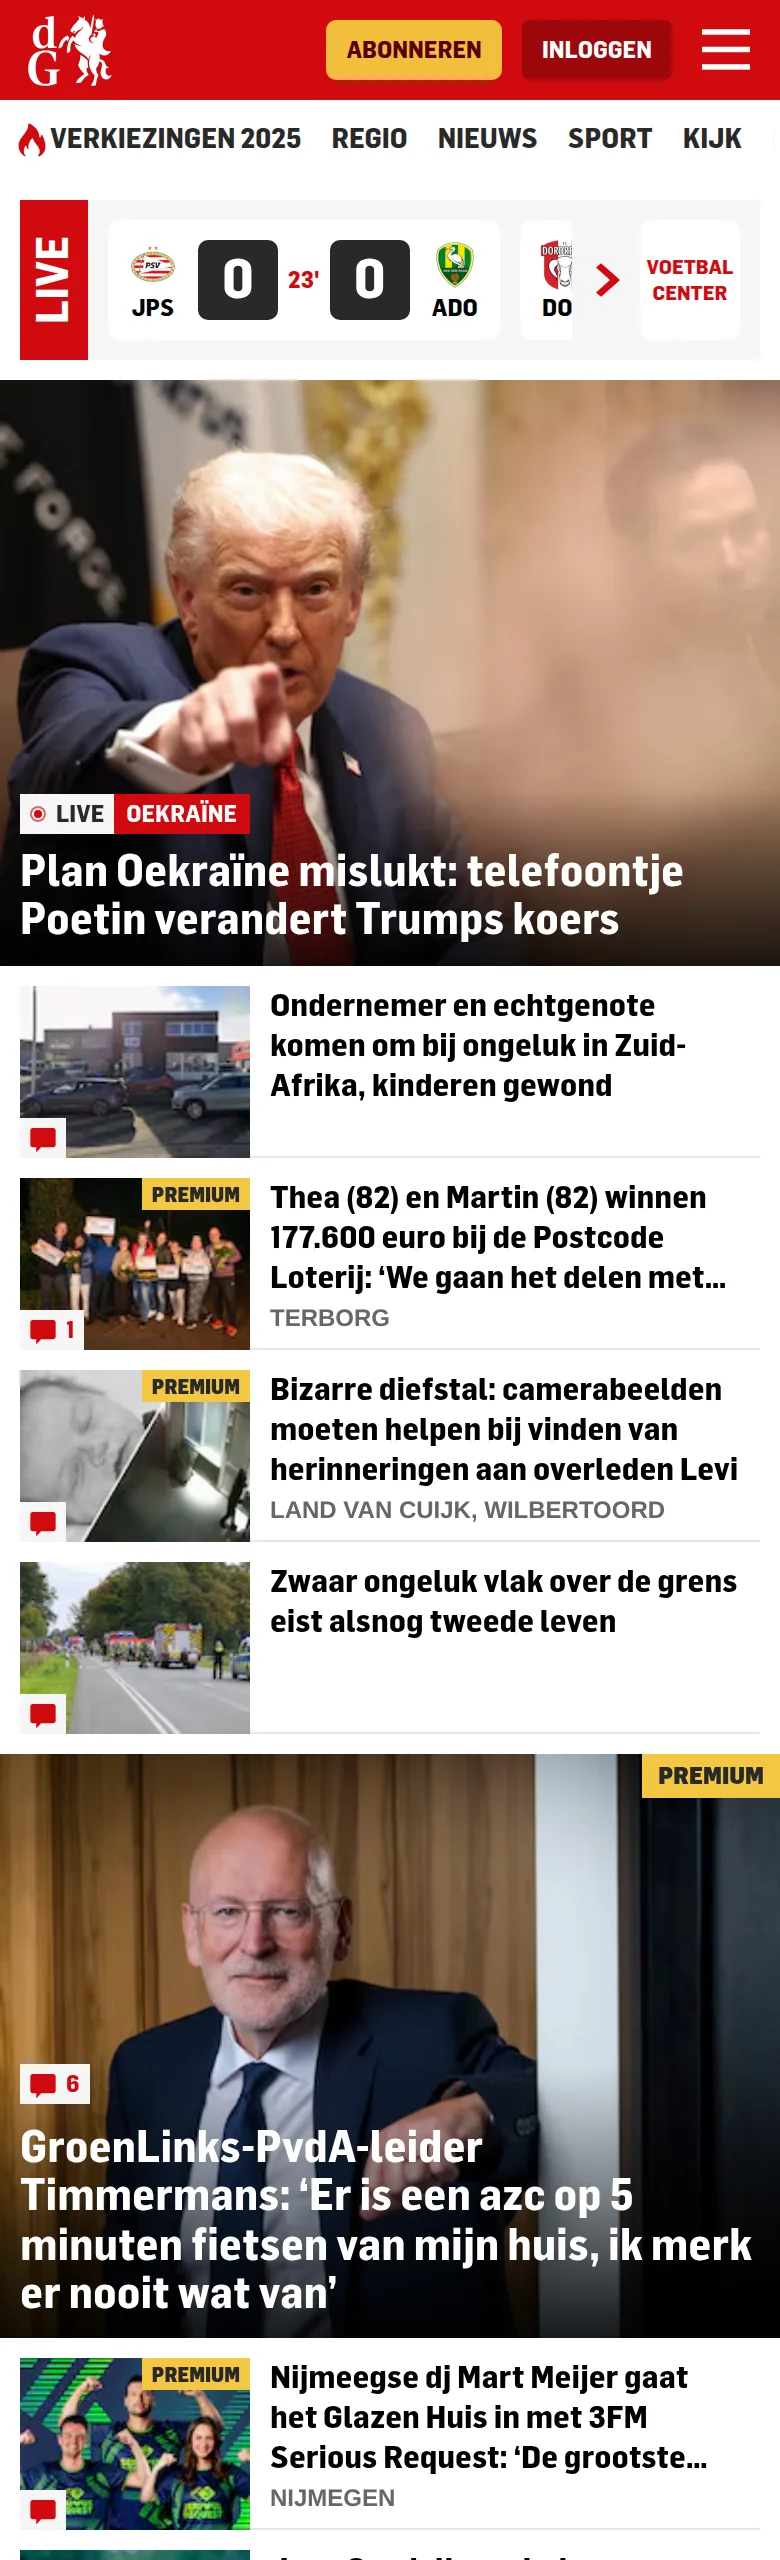 dG
ABONNEREN
INLOGGEN
VERKIEZINGEN 2025
REGIO
NIEUWS
SPORT
KIJK
LIVE
PSV
JPS
0
23'
0
ADO
DO
VOETBAL
CENTER
E FORCE
LIVE
OEKRAÏNE
Plan Oekraïne mislukt: telefoontje
Poetin verandert Trumps koers
Ondernemer en echtgenote
komen om bij ongeluk in Zuid-
Afrika, kinderen gewond
PREMIUM
1
Thea (82) en Martin (82) winnen
177.600 euro bij de Postcode
Loterij: ‘We gaan het delen met...
TERBORG
PREMIUM
Bizarre diefstal: camerabeelden
moeten helpen bij vinden van
herinneringen aan overleden Levi
LAND VAN CUIJK, WILBERTOORD
Zwaar ongeluk vlak over de grens
eist alsnog tweede leven
PREMIUM
6
GroenLinks-PvdA-leider
Timmermans: ‘Er is een azc op 5
minuten fietsen van mijn huis, ik merk
er nooit wat van’
PREMIUM
Nijmeegse dj Mart Meijer gaat
het Glazen Huis in met 3FM
Serious Request: ‘De grootste...
NIJMEGEN